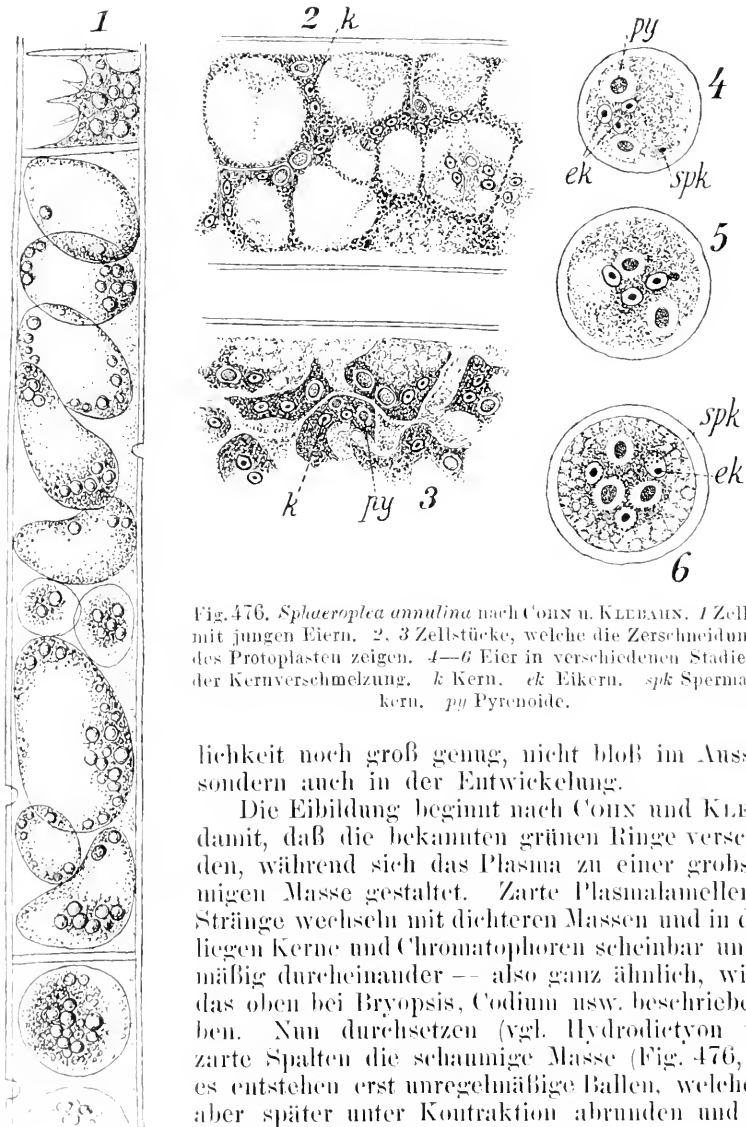 1
2 k
py
4
ek
spk
5
spk
ek
6
k
py 3
Fig. 476. Sphaeroplea annulina nach COHN u. KLEBAHN. 1 Zell
mit jungen Eiern. 2, 3 Zellstücke, welche die Zerschneidun
des Protoplasten zeigen. 4—6 Eier in verschiedenen Stadie
der Kernverschmelzung. k Kern. ek Eikern. spk Sperma
kern. py Pyrenoide.
lichkeit noch groß genug, nicht bloß im Auss
sondern auch in der Entwickelung.
Die Eibildung beginnt nach COHN und KLE
damit, daß die bekannten grünen Ringe versc
den, während sich das Plasma zu einer grobs
migen Masse gestaltet. Zarte Plasmalamellen
Stränge wechseln mit dichteren Massen und in d
liegen Kerne und Chromatophoren scheinbar un
mäßig durcheinander — also ganz ähnlich, wi
das oben bei Bryopsis, Codium usw. beschriebe
ben. Nun durchsetzen (vgl. Hydrodictyon
zarte Spalten die schaumige Masse (Fig. 476,
es entstehen erst unregelmäßige Ballen, welche
aber später unter Kontraktion abrunden und